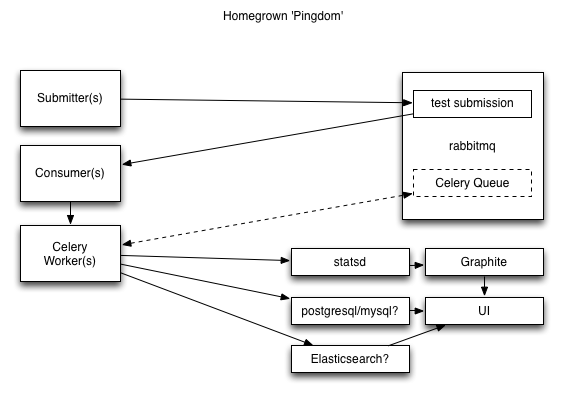 Homegrown 'Pingdom'
Submitter(s)
test submission
rabbitmq
Consumer(s)
Celery Queue
Celery
Worker(s)
statsd
Graphite
postgresql/mysql?
UI
Elasticsearch?